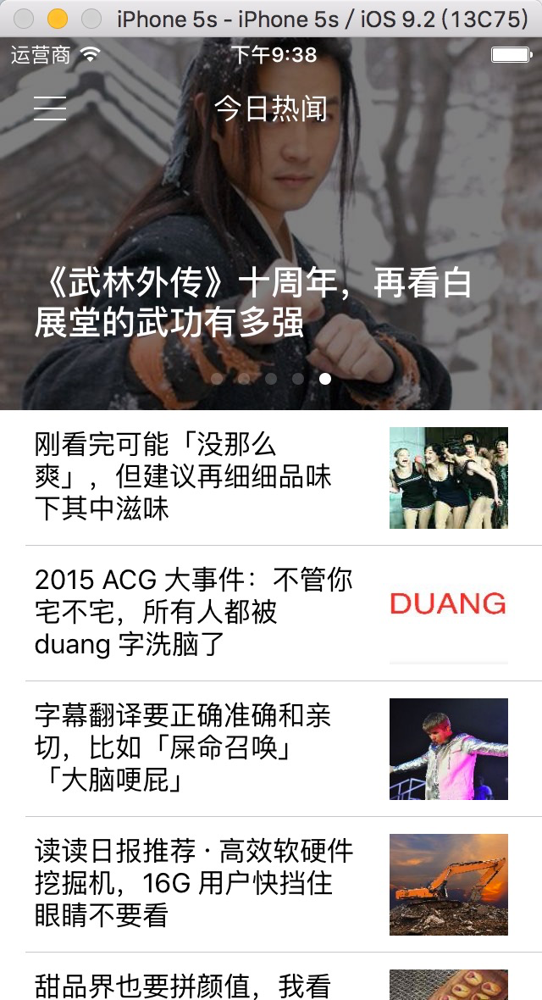 iPhone 5s - iPhone 5s / iOS 9.2 (13C75)
运营商 下午9:38
今日热闻
《武林外传》十周年，再看白
展堂的武功有多强
刚看完可能「没那么
爽」，但建议再细细品味
下其中滋味
2015 ACG 大事件：不管你
宅不宅，所有人都被
duang 字洗脑了
DUANG
字幕翻译要正确准确和亲
切，比如「屎命召唤」
「大脑哽屁」
读读日报推荐 · 高效软硬件
挖掘机，16G 用户快挡住
眼睛不要看
甜品界也要拼颜值，我看